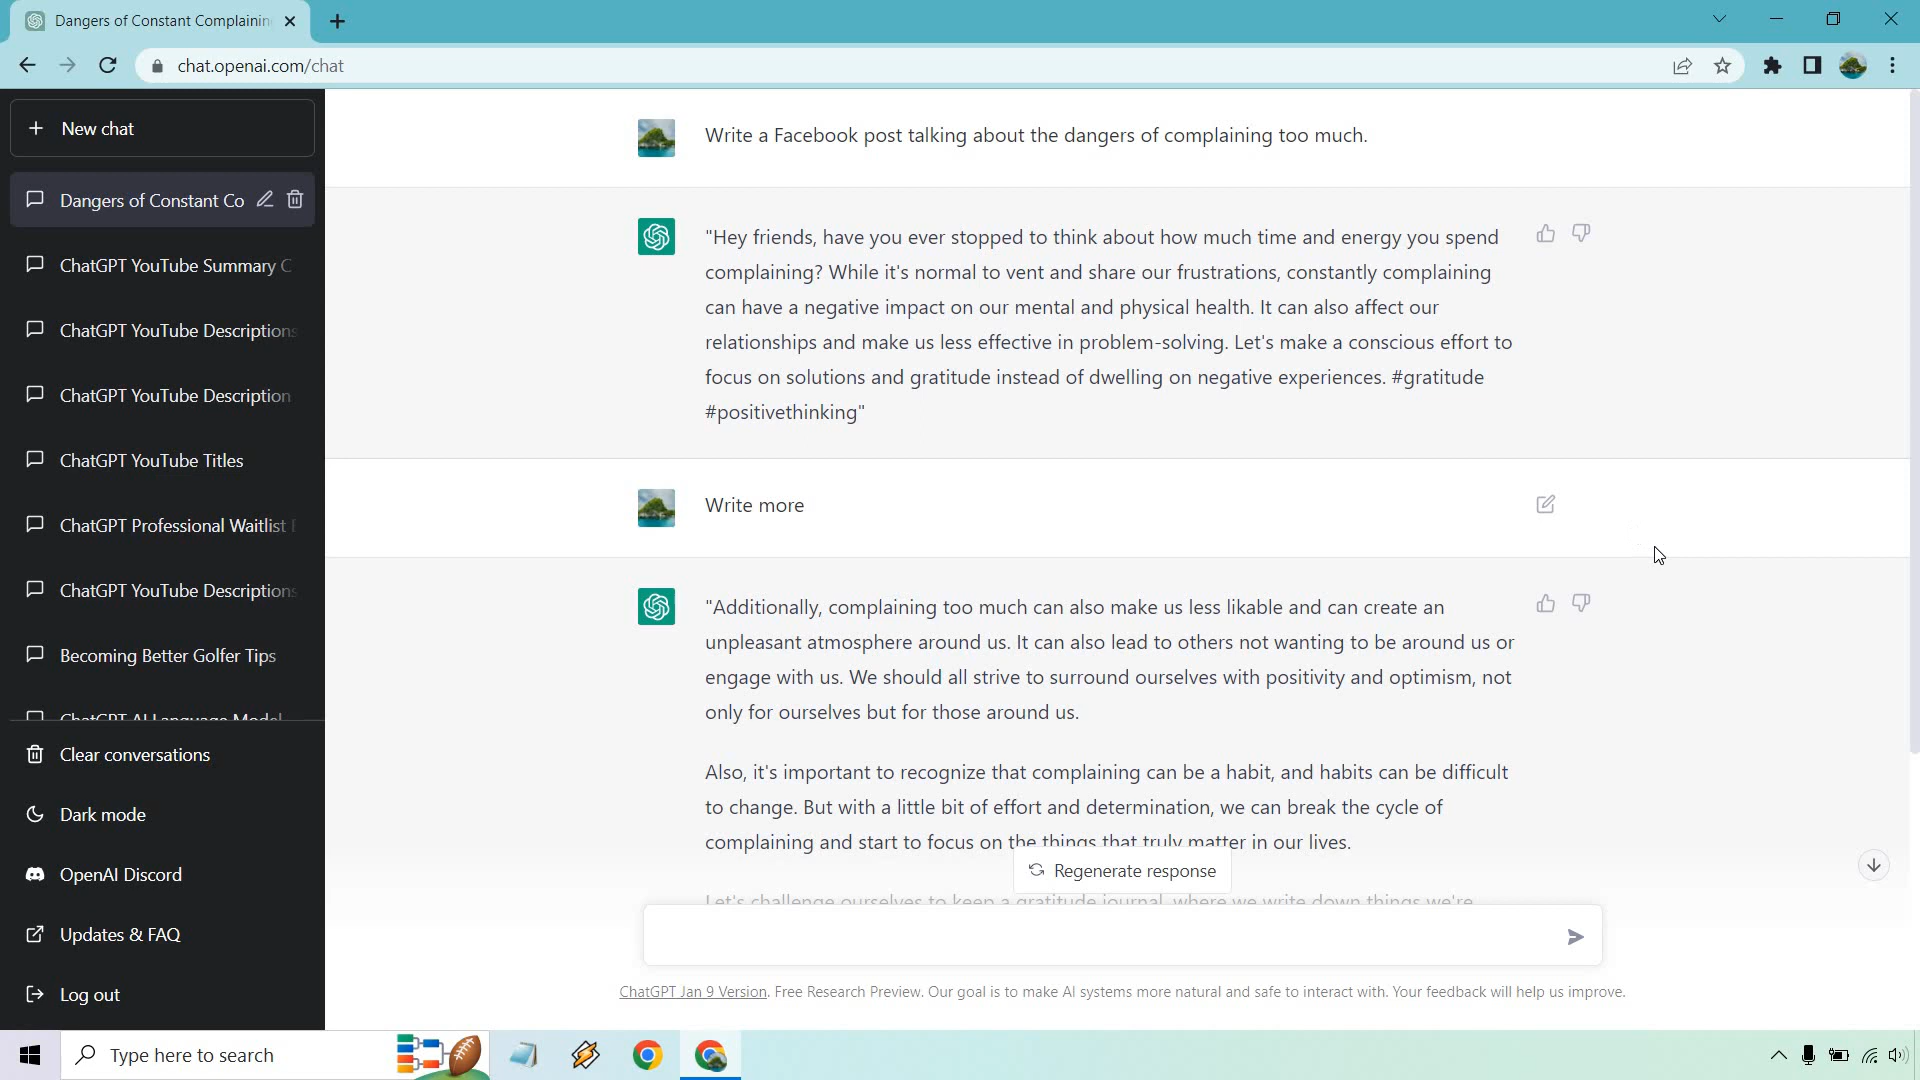 Dangers of Constant Complainin
chat.openai.com/chat
New chat
Dangers of Constant Co
ChatGPT YouTube Summary C
ChatGPT YouTube Descriptions
ChatGPT YouTube Description
ChatGPT YouTube Titles
ChatGPT Professional Waitlist
ChatGPT YouTube Descriptions
Becoming Better Golfer Tips
ChatGPT AI Language Model
Clear conversations
Dark mode
OpenAI Discord
Updates & FAQ
Log out
Write a Facebook post talking about the dangers of complaining too much.
"Hey friends, have you ever stopped to think about how much time and energy you spend
complaining? While it's normal to vent and share our frustrations, constantly complaining
can have a negative impact on our mental and physical health. It can also affect our
relationships and make us less effective in problem-solving. Let's make a conscious effort to
focus on solutions and gratitude instead of dwelling on negative experiences. #gratitude
#positivethinking"
Write more
"Additionally, complaining too much can also make us less likable and can create an
unpleasant atmosphere around us. It can also lead to others not wanting to be around us or
engage with us. We should all strive to surround ourselves with positivity and optimism, not
only for ourselves but for those around us.
Also, it's important to recognize that complaining can be a habit, and habits can be difficult
to change. But with a little bit of effort and determination, we can break the cycle of
complaining and start to focus on the things that truly matter in our lives.
Regenerate response
Let's challenge ourselves to keep a gratitude journal, where we write down things we're
ChatGPT Jan 9 Version. Free Research Preview. Our goal is to make AI systems more natural and safe to interact with. Your feedback will help us improve.
Type here to search